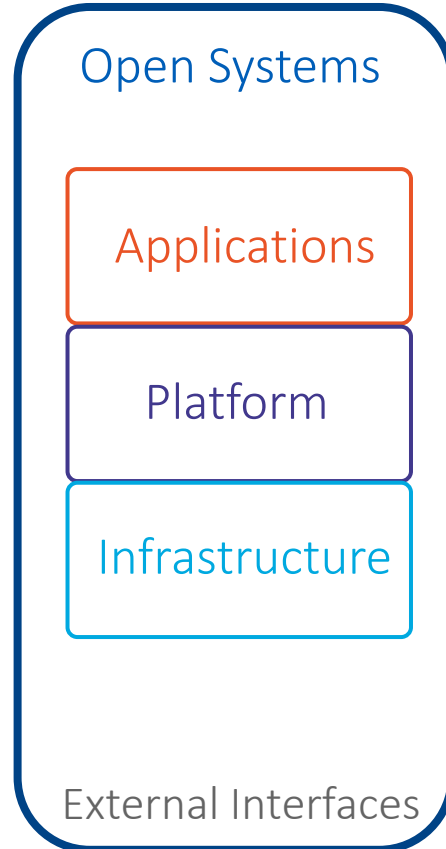 Open Systems
Applications
Platform
Infrastructure
External Interfaces